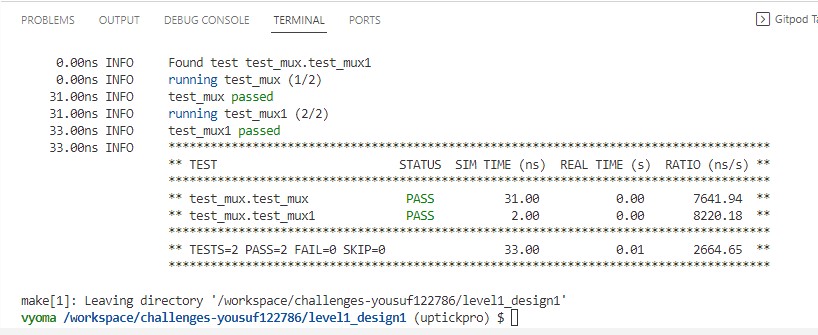 PROBLEMS OUTPUT DEBUG CONSOLE TERMINAL PORTS Gitpod
0.00ns INFO Found test test_mux.test_mux1
0.00ns INFO running test_mux (1/2)
31.00ns INFO test_mux passed
31.00ns INFO running test_mux1 (2/2)
33.00ns INFO test_mux1 passed
33.00ns INFO **************************************************************************************
** TEST STATUS SIM TIME (ns) REAL TIME (s) RATIO (ns/s) **
**************************************************************************************
** test_mux.test_mux PASS 31.00 0.00 7641.94 **
** test_mux.test_mux1 PASS 2.00 0.00 8220.18 **
**************************************************************************************
** TESTS=2 PASS=2 FAIL=0 SKIP=0 33.00 0.01 2664.65 **
**************************************************************************************
make[1]: Leaving directory '/workspace/challenges-yousuf122786/level1_design1'
vyoma /workspace/challenges-yousuf122786/level1_design1 (uptickpro) $